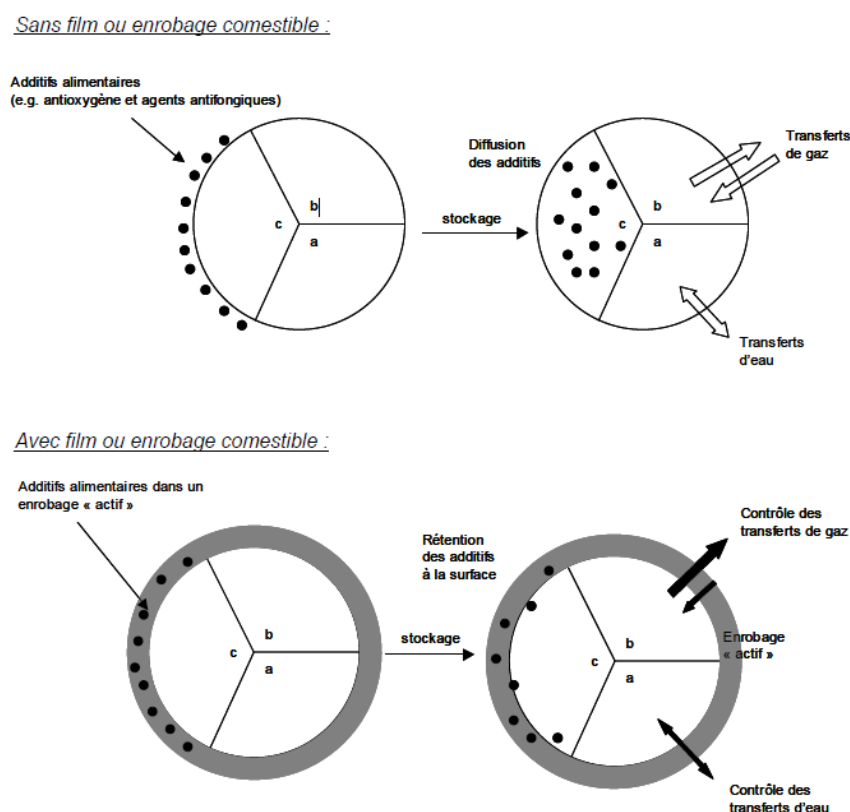 Sans film ou enrobage comestible :
Additifs alimentaires
(e.g. antioxygène et agents antifongiques)
b
c
a
stockage
Diffusion
des additifs
b
c
a
Transferts
de gaz
Transferts
d'eau
Avec film ou enrobage comestible :
Additifs alimentaires dans un
enrobage « actif »
b
c
a
stockage
Rétention
des additifs
à la surface
b
c
a
Contrôle des
transferts de gaz
Enrobage
« actif »
Contrôle des
transferts d'eau